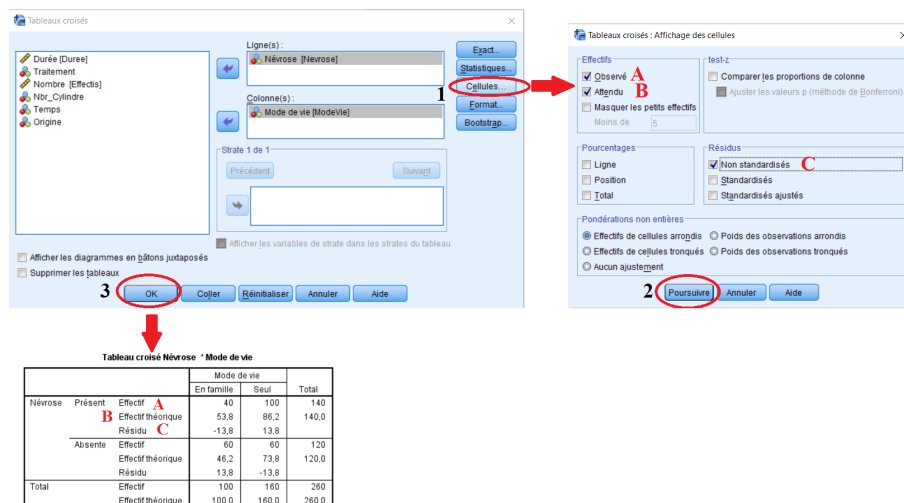 Tableaux croisés
Durée [Duree]
Traitement
Nombre [Effectis]
Nbr_Cylindre
Temps
Origine
Ligne(s) :
Névrose [Nevrose]
Colonne(s) :
Mode de vie [ModeVie]
Strate 1 de 1
Précédent
Suivant
Afficher les variables de strate dans les strates du tableau
Exact...
Statistiques...
1
Cellules...
Format...
Bootstrap...
Afficher les diagrammes en bâtons juxtaposés
Supprimer les tableaux
3
OK
Coller
Réinitialiser
Annuler
Aide
Tableaux croisés : Affichage des cellules
Effectifs
Observé A
Attendu B
Masquer les petits effectifs
Moins de 5
test-z
Comparer les proportions de colonne
Ajuster les valeurs p (méthode de Bonferroni)
Pourcentages
Ligne
Position
Total
Résidus
Non standardisés C
Standardisés
Standardisés ajustés
Pondérations non entières
Effectifs de cellules arrondis Poids des observations arrondis
Effectifs de cellules tronqués Poids des observations tronqués
Aucun ajustement
2 Poursuivre Annuler Aide
Tableau croisé Névrose * Mode de vie
Mode de vie
En famille Seul Total
Névrose Présent Effectif A 40 100 140
B Effectif théorique 53,8 86,2 140,0
Résidu C -13,8 13,8
Absente Effectif 60 60 120
Effectif théorique 46,2 73,8 120,0
Résidu 13,8 -13,8
Total Effectif 100 160 260
Effectif théorique 100,0 160,0 260,0